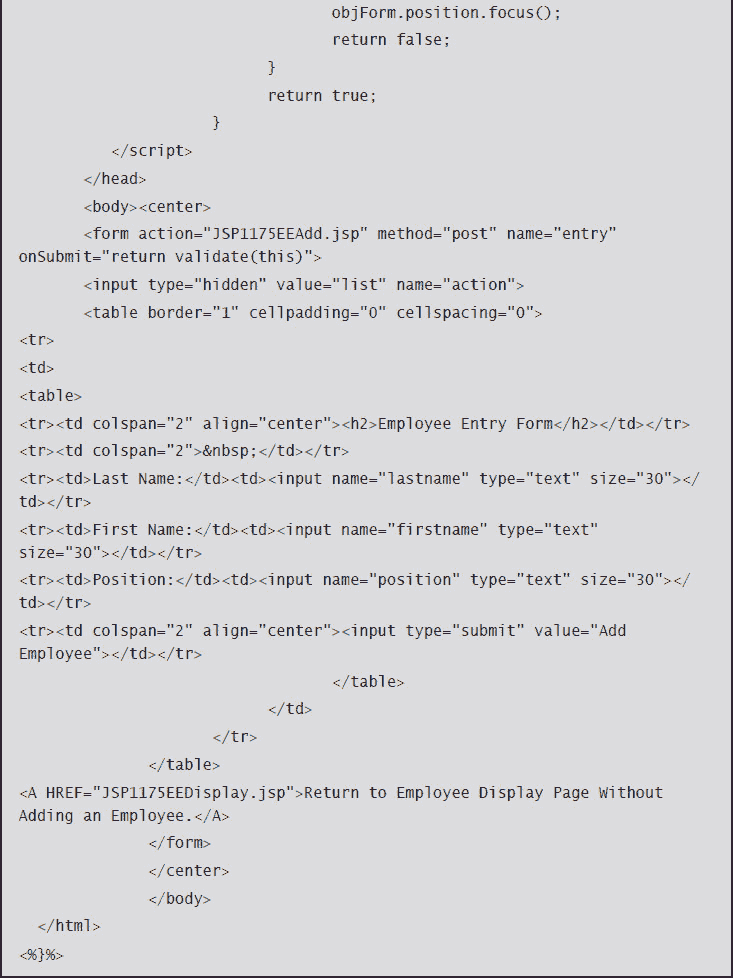 objForm.position.focus();
return false;
}
return true;
}
</script>
</head>
<body><center>
<form action="JSP1175EEAdd.jsp" method="post" name="entry"
onSubmit="return validate(this)">
<input type="hidden" value="list" name="action">
<table border="1" cellpadding="0" cellspacing="0">
<tr>
<td>
<table>
<tr><td colspan="2" align="center"><h2>Employee Entry Form</h2></td></tr>
<tr><td colspan="2">&nbsp;</td></tr>
<tr><td>Last Name:</td><td><input name="lastname" type="text" size="30"></
td></tr>
<tr><td>First Name:</td><td><input name="firstname" type="text"
size="30"></td></tr>
<tr><td>Position:</td><td><input name="position" type="text" size="30"></
td></tr>
<tr><td colspan="2" align="center"><input type="submit" value="Add
Employee"></td></tr>
</table>
</td>
</tr>
</table>
<A HREF="JSP1175EEDisplay.jsp">Return to Employee Display Page Without
Adding an Employee.</A>
</form>
</center>
</body>
</html>
<%}%>